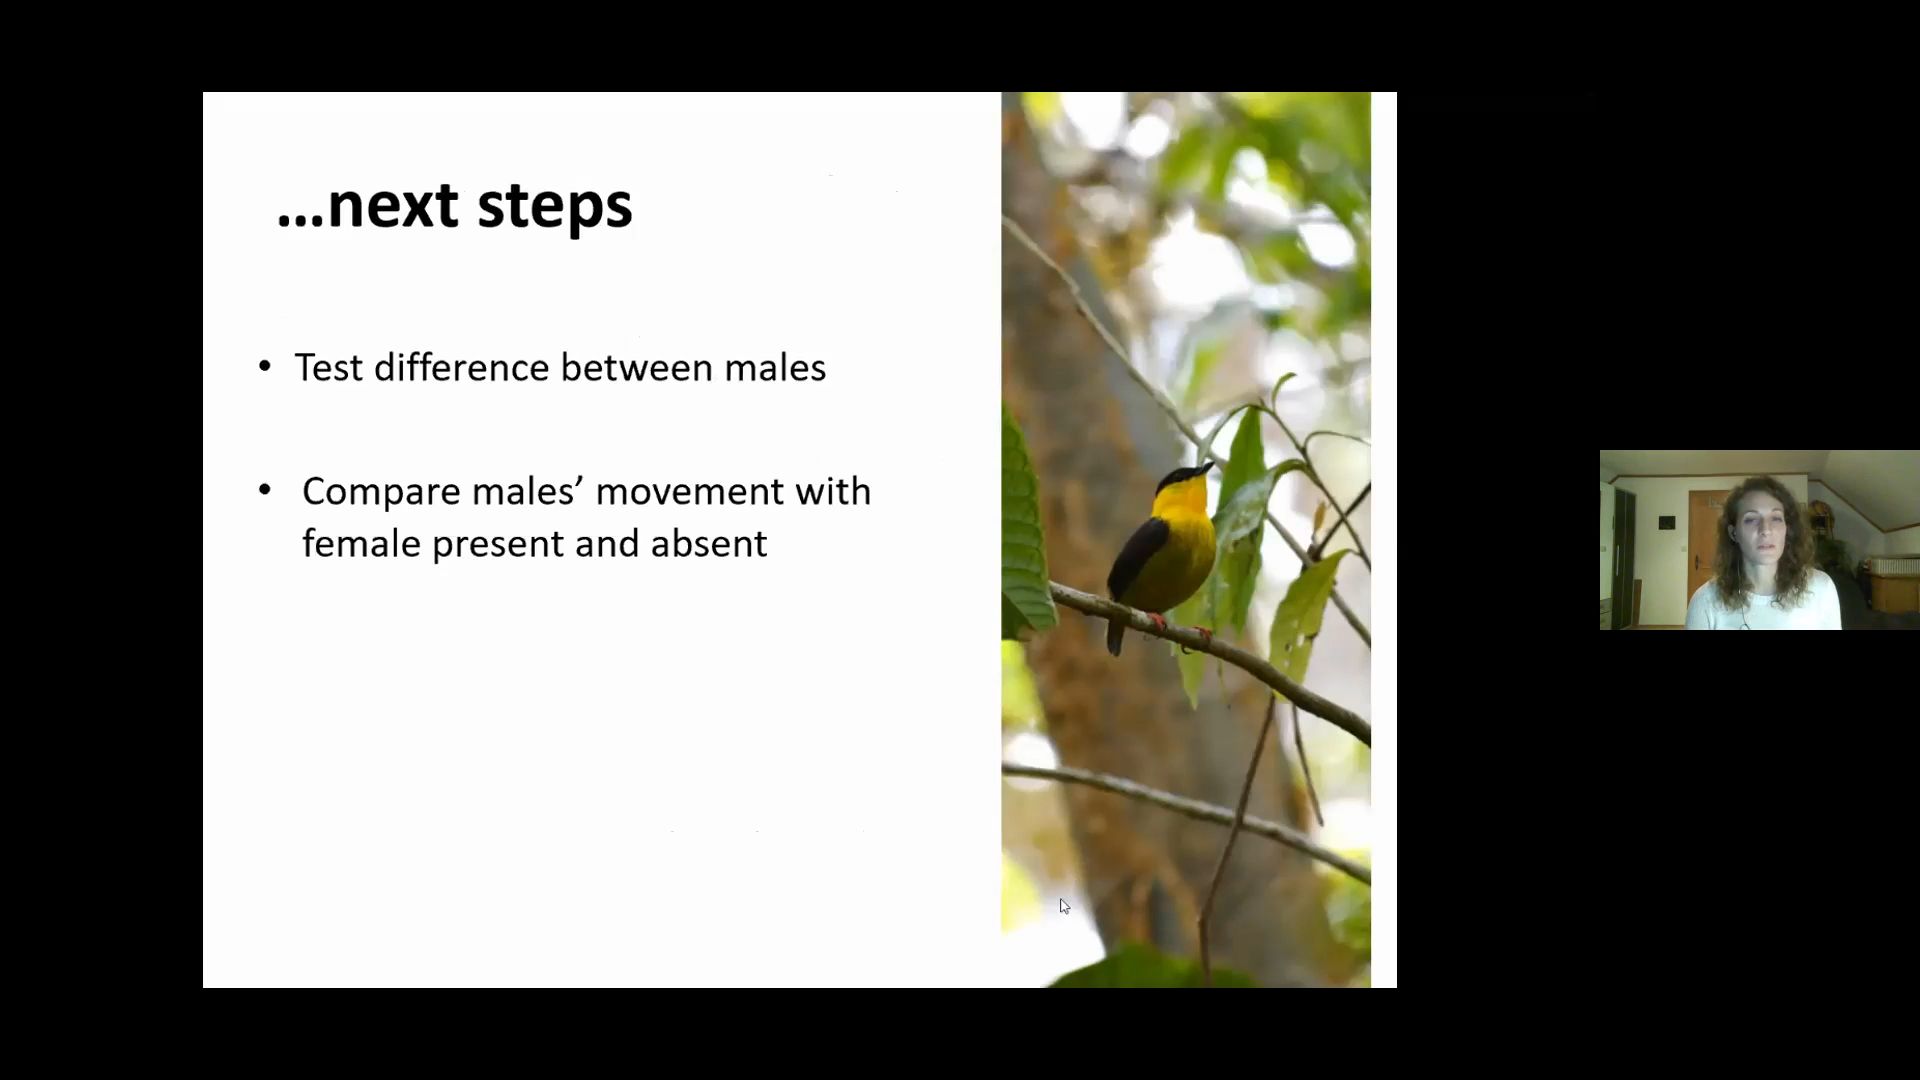 ...next steps
• Test difference between males
• Compare males’ movement with
female present and absent